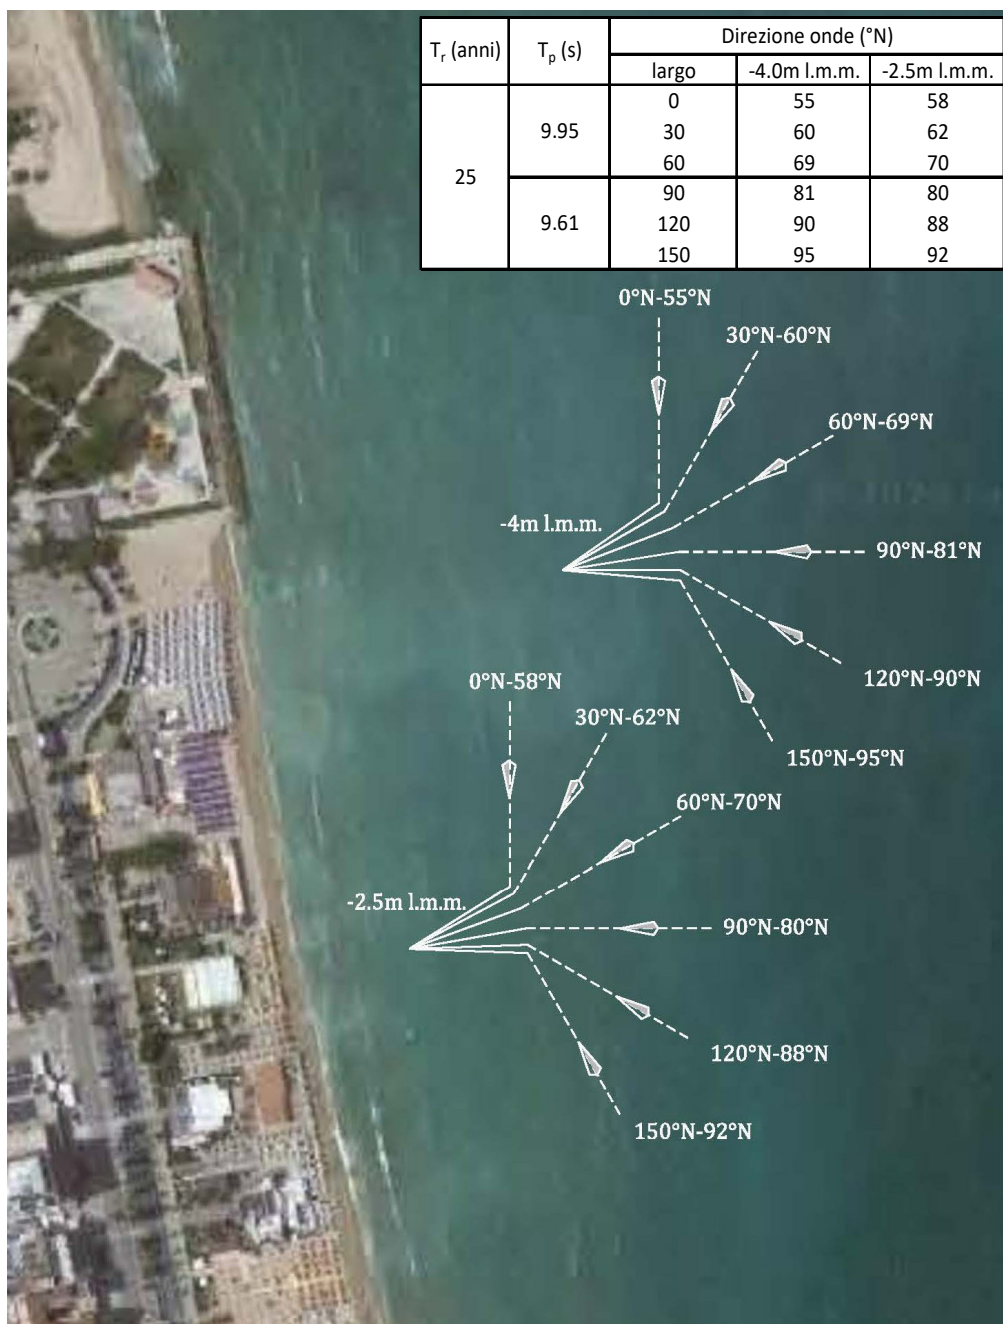 Tr (anni) Tp (s) Direzione onde (°N)
largo -4.0m l.m.m. -2.5m l.m.m.
25
9.95
0 55 58
30 60 62
60 69 70
9.61
90 81 80
120 90 88
150 95 92
0°N-55°N
30°N-60°N
60°N-69°N
-4m l.m.m.
90°N-81°N
120°N-90°N
150°N-95°N
0°N-58°N
30°N-62°N
60°N-70°N
-2.5m l.m.m.
90°N-80°N
120°N-88°N
150°N-92°N